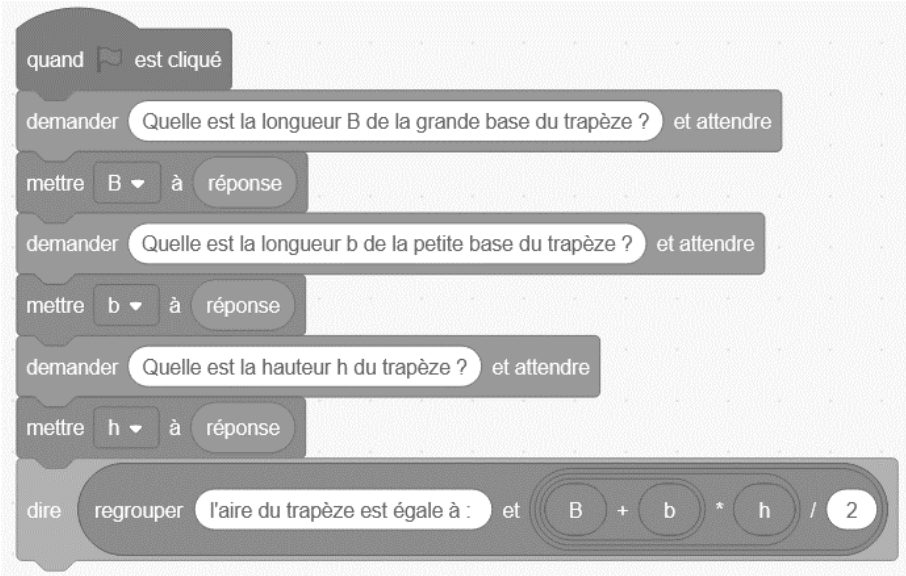 quand est cliqué
demander Quelle est la longueur B de la grande base du trapèze ? et attendre
mettre B à réponse
demander Quelle est la longueur b de la petite base du trapèze ? et attendre
mettre b à réponse
demander Quelle est la hauteur h du trapèze ? et attendre
mettre h à réponse
dire regrouper l'aire du trapèze est égale à : et B + b * h / 2